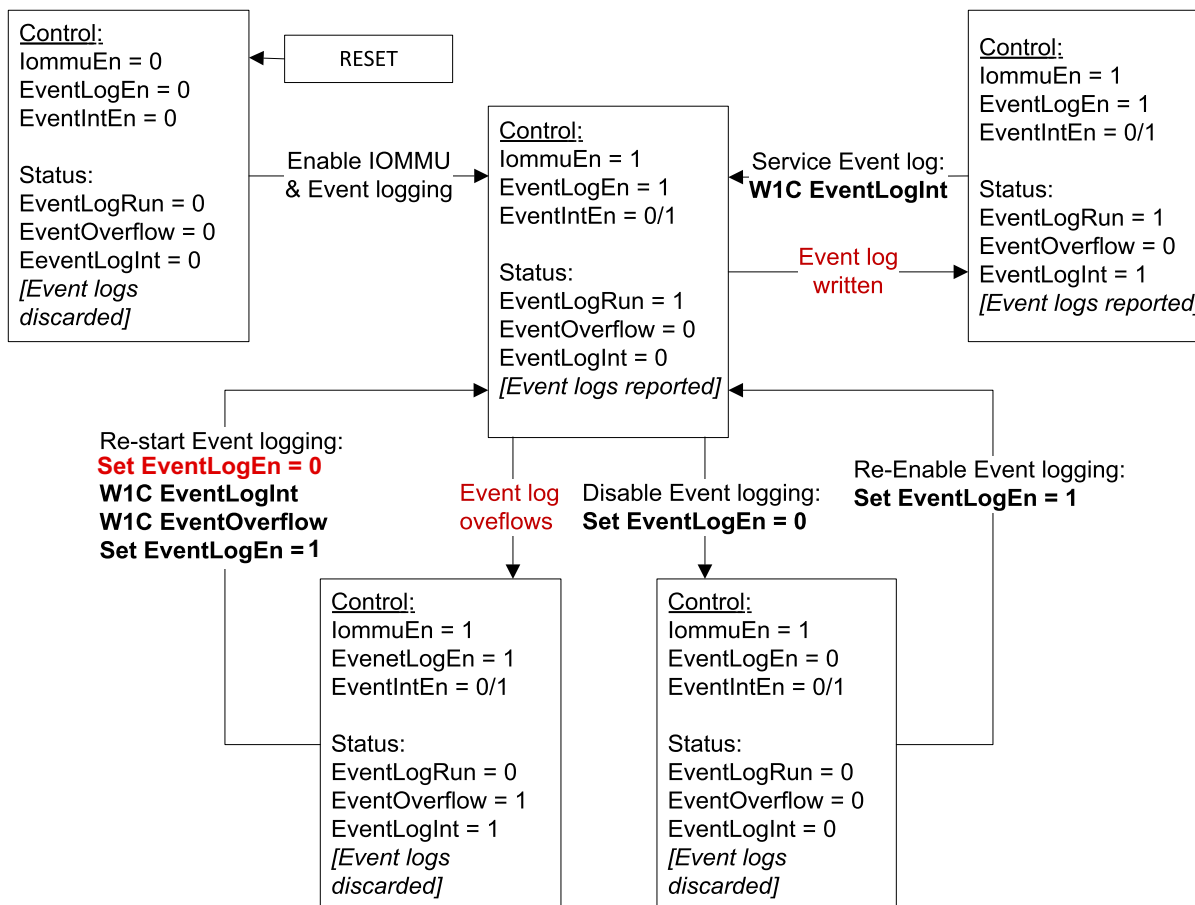 Control:
IommuEn = 0
EventLogEn = 0
EventIntEn = 0
Status:
EventLogRun = 0
EventOverflow = 0
EeventLogInt = 0
[Event logs
discarded]
RESET
Enable IOMMU
& Event logging
Control:
IommuEn = 1
EventLogEn = 1
EventIntEn = 0/1
Status:
EventLogRun = 1
EventOverflow = 0
EventLogInt = 0
[Event logs reported]
Service Event log:
W1C EventLogInt
Event log
written
Control:
IommuEn = 1
EventLogEn = 1
EventIntEn = 0/1
Status:
EventLogRun = 1
EventOverflow = 0
EventLogInt = 1
[Event logs reported]
Re-start Event logging:
Set EventLogEn = 0
W1C EventLogInt
W1C EventOverflow
Set EventLogEn = 1
Event log
oveflows
Disable Event logging:
Set EventLogEn = 0
Re-Enable Event logging:
Set EventLogEn = 1
Control:
IommuEn = 1
EvenetLogEn = 1
EventIntEn = 0/1
Status:
EventLogRun = 0
EventOverflow = 1
EventLogInt = 1
[Event logs
discarded]
Control:
IommuEn = 1
EventLogEn = 0
EventIntEn = 0/1
Status:
EventLogRun = 0
EventOverflow = 0
EventLogInt = 0
[Event logs
discarded]